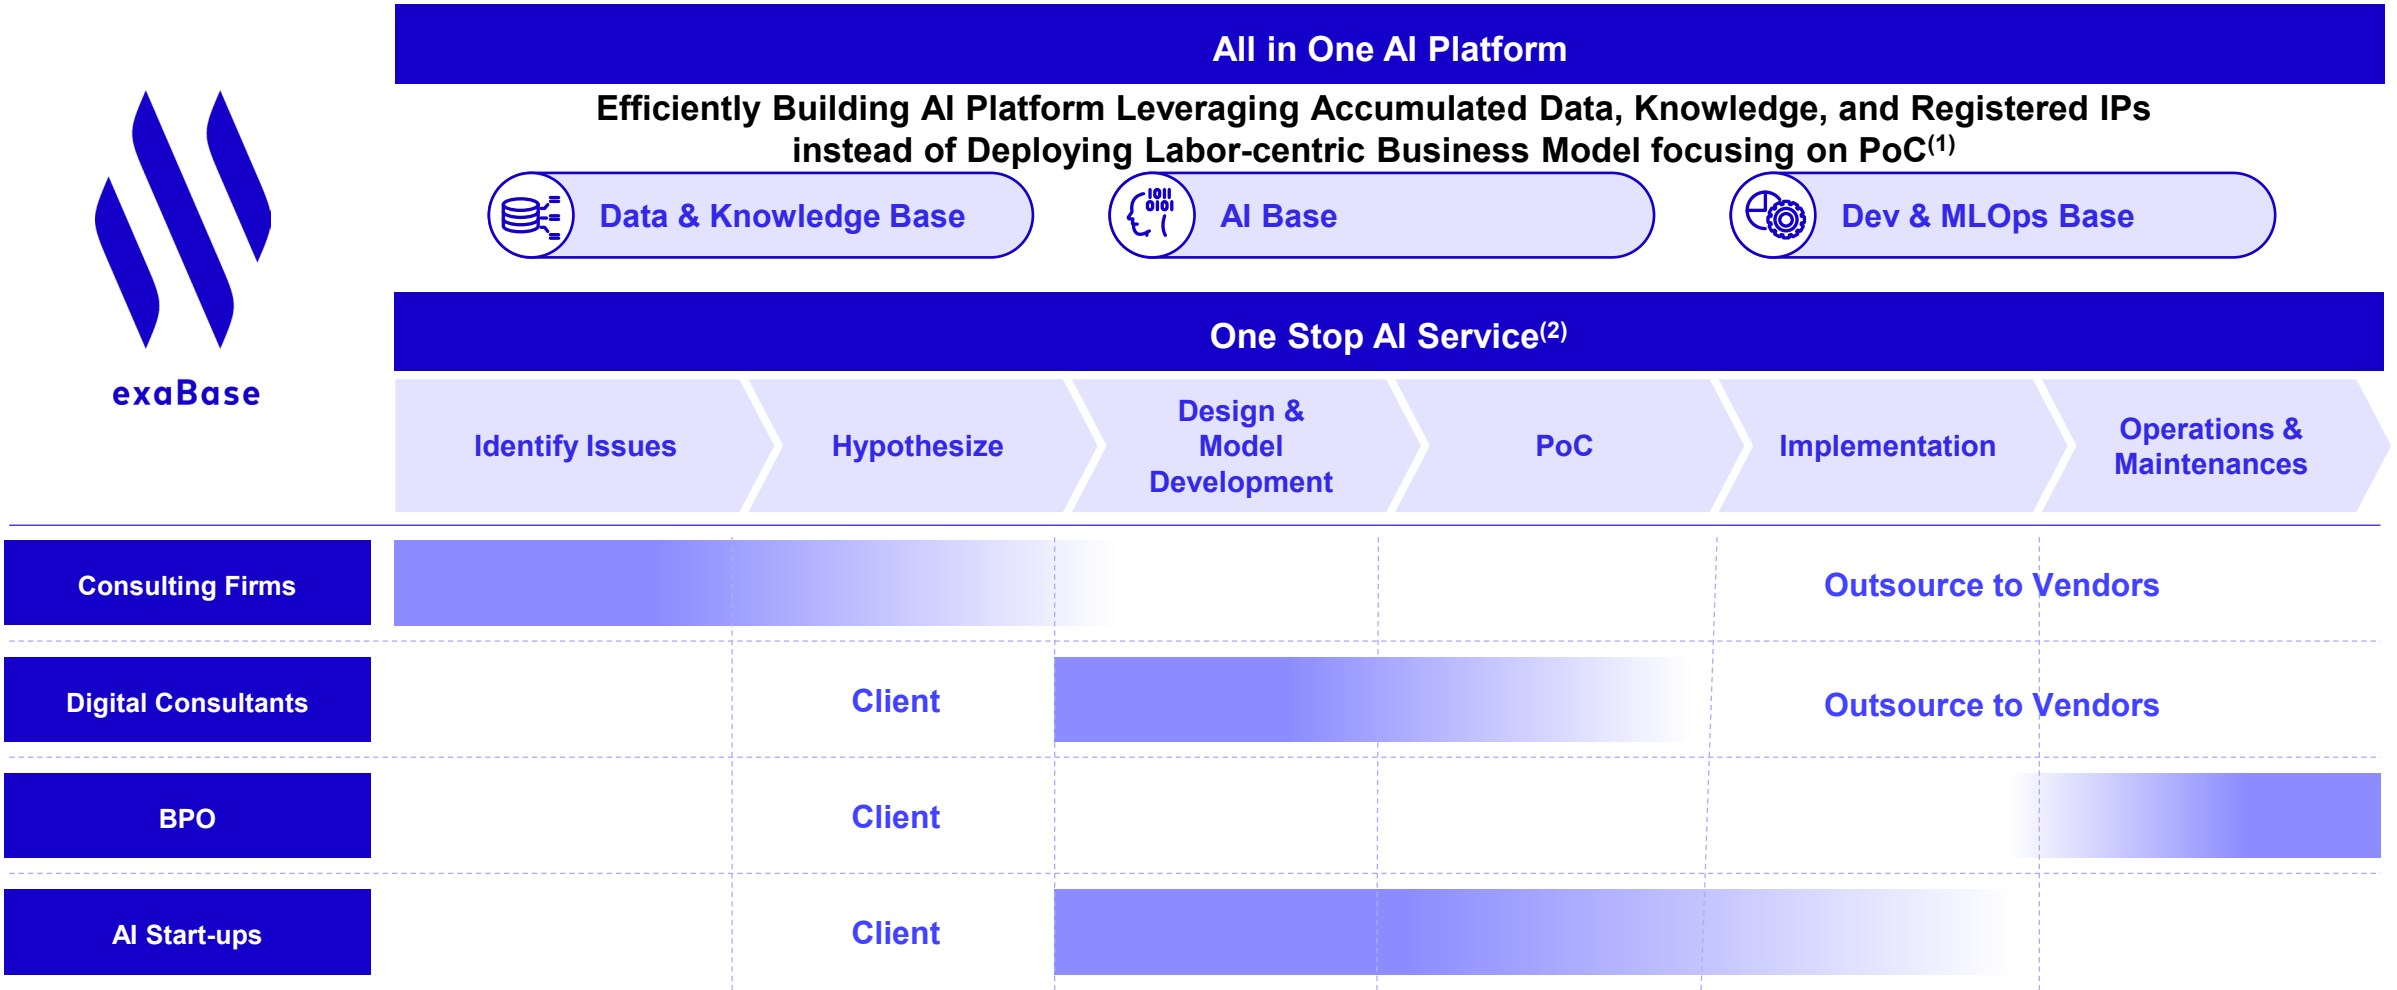 All in One AI Platform
Efficiently Building AI Platform Leveraging Accumulated Data, Knowledge, and Registered IPs
instead of Deploying Labor-centric Business Model focusing on PoC(1)
1011
0101
Data & Knowledge Base
AI Base
Dev & MLOps Base
exaBase
One Stop AI Service(2)
Identify Issues
Hypothesize
Design &
Model
Development
PoC
Implementation
Operations &
Maintenances
Consulting Firms
Outsource to Vendors
Digital Consultants
Client
Outsource to Vendors
BPO
Client
AI Start-ups
Client